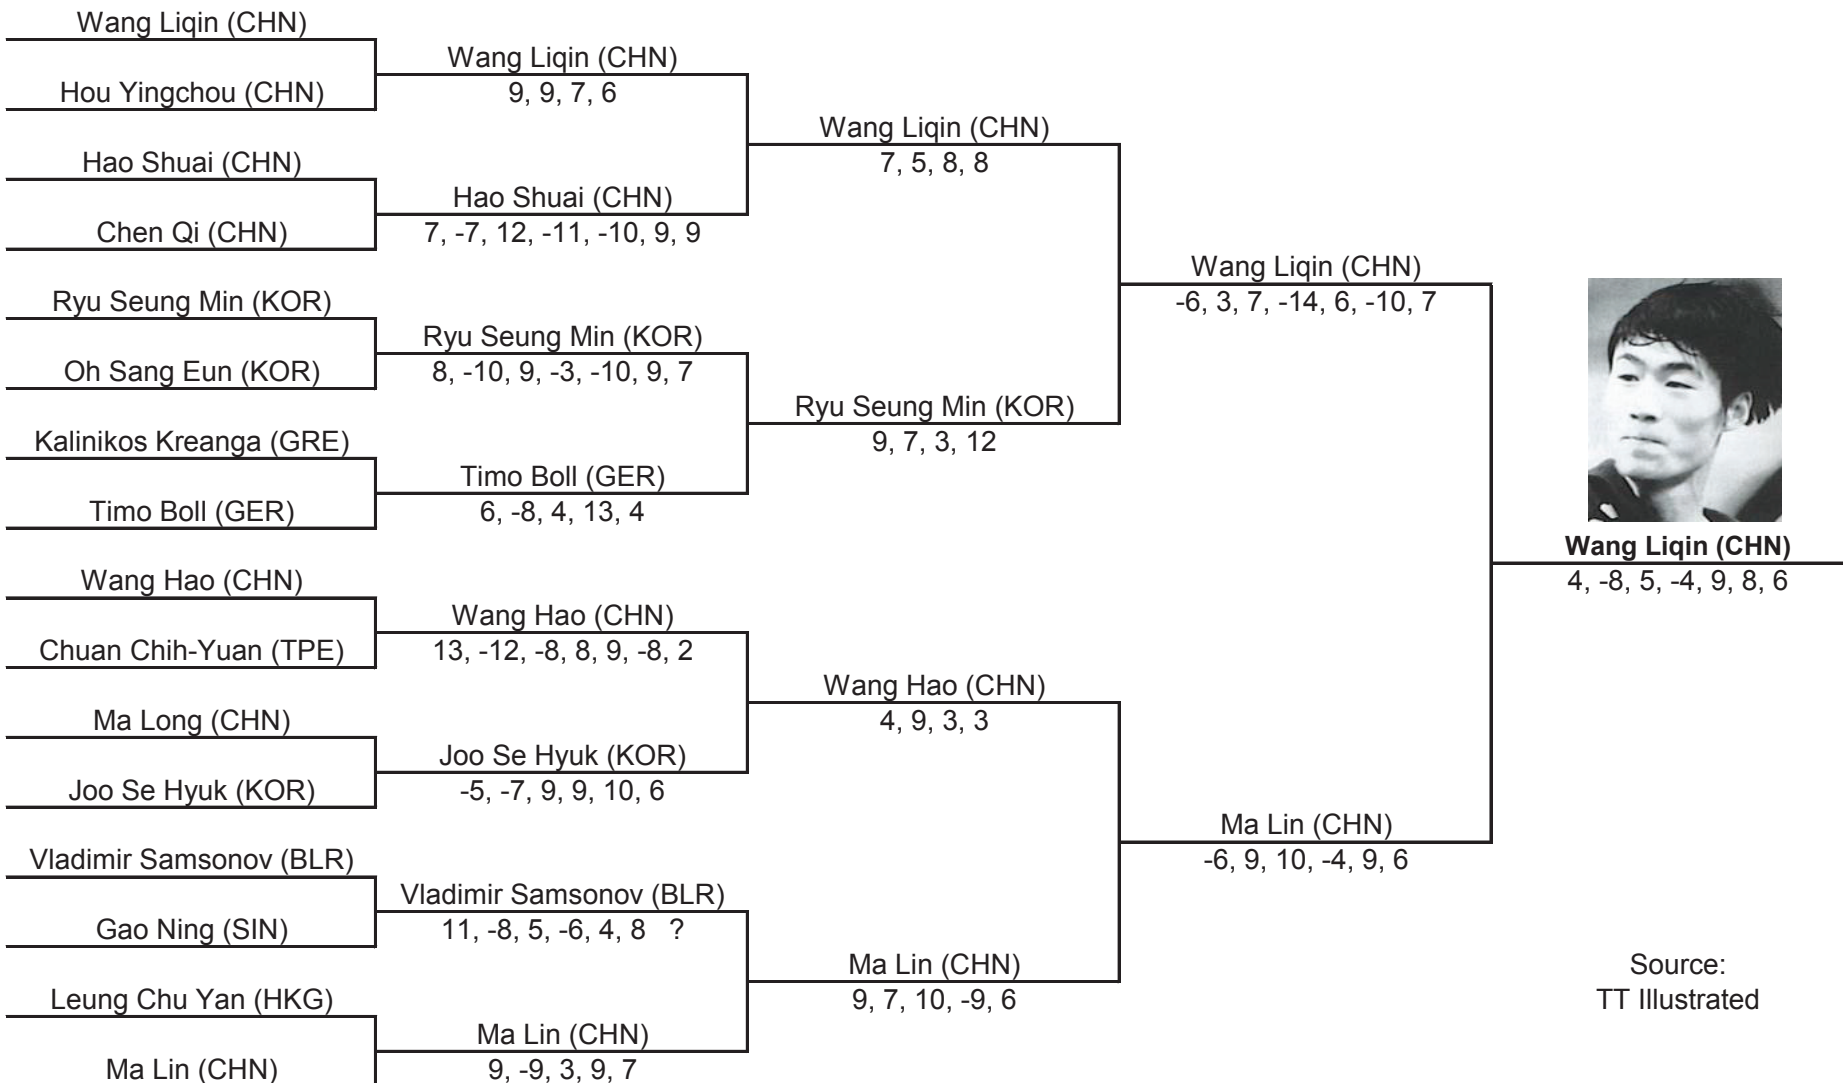 Wang Liqin (CHN)
Hou Yingchou (CHN)
Hao Shuai (CHN)
Chen Qi (CHN)
Ryu Seung Min (KOR)
Oh Sang Eun (KOR)
Kalinikos Kreanga (GRE)
Timo Boll (GER)
Wang Hao (CHN)
Chuan Chih-Yuan (TPE)
Ma Long (CHN)
Joo Se Hyuk (KOR)
Vladimir Samsonov (BLR)
Gao Ning (SIN)
Leung Chu Yan (HKG)
Ma Lin (CHN)
Wang Liqin (CHN)
9, 9, 7, 6
Hao Shuai (CHN)
7, -7, 12, -11, -10, 9, 9
Ryu Seung Min (KOR)
8, -10, 9, -3, -10, 9, 7
Timo Boll (GER)
6, -8, 4, 13, 4
Wang Hao (CHN)
13, -12, -8, 8, 9, -8, 2
Joo Se Hyuk (KOR)
-5, -7, 9, 9, 10, 6
Vladimir Samsonov (BLR)
11, -8, 5, -6, 4, 8 ?
Ma Lin (CHN)
9, -9, 3, 9, 7
Wang Liqin (CHN)
7, 5, 8, 8
Ryu Seung Min (KOR)
9, 7, 3, 12
Wang Hao (CHN)
4, 9, 3, 3
Ma Lin (CHN)
9, 7, 10, -9, 6
Wang Liqin (CHN)
-6, 3, 7, -14, 6, -10, 7
Ma Lin (CHN)
-6, 9, 10, -4, 9, 6
Wang Liqin (CHN)
4, -8, 5, -4, 9, 8, 6
Source:
TT Illustrated